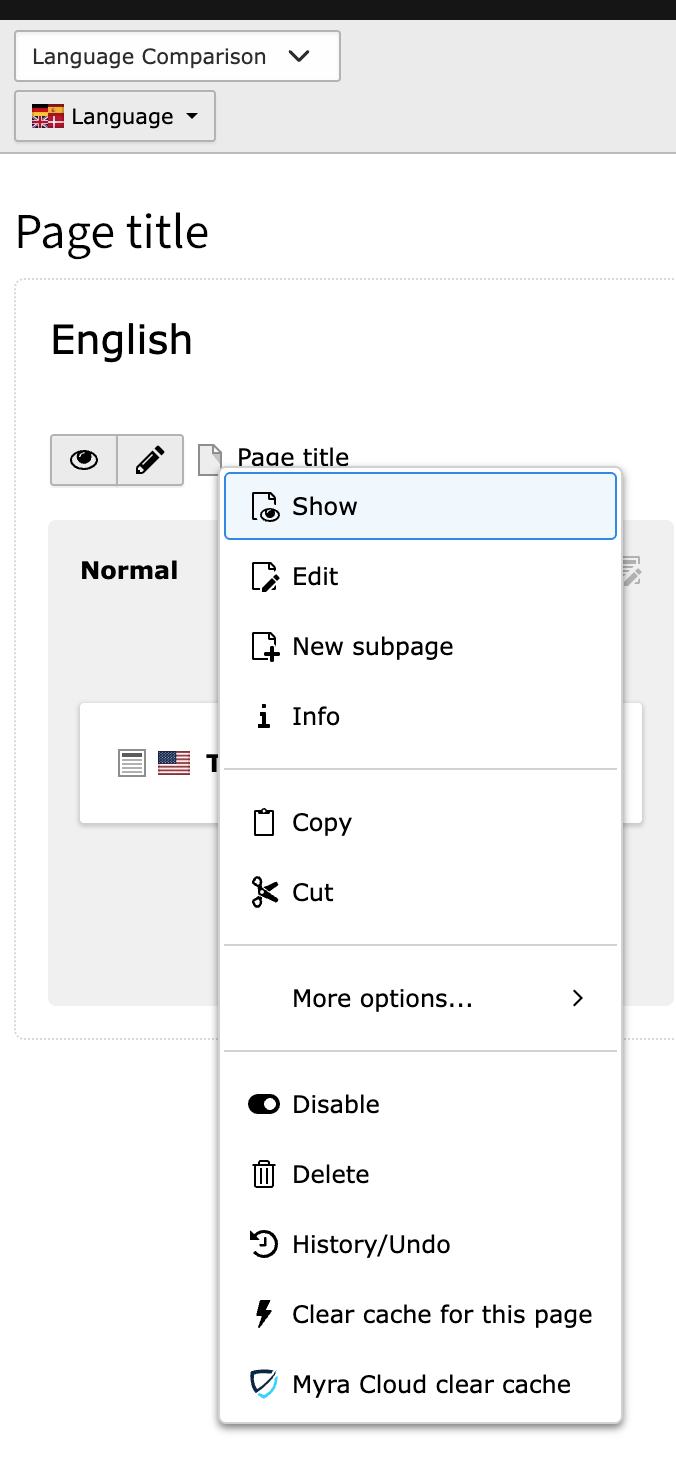 Language Comparison
Language
Page title
English
Page title
Show
Normal
Edit
New subpage
Info
Copy
Cut
More options...
Disable
Delete
History/Undo
Clear cache for this page
Myra Cloud clear cache